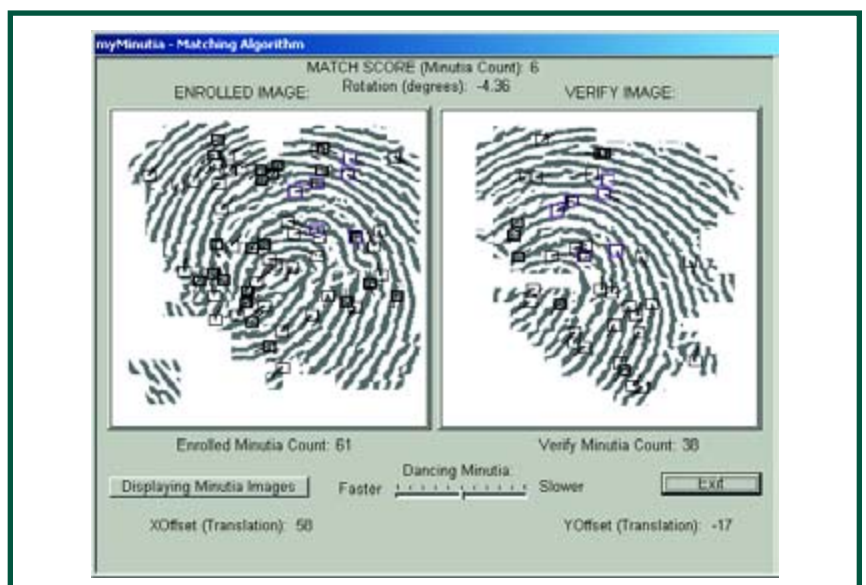 myMinutia - Matching Algorithm
MATCH SCORE (Minutia Count): 6
Rotation (degrees): -4.36
ENROLLED IMAGE:
VERIFY IMAGE:
Enrolled Minutia Count: 61
Verify Minutia Count: 38
Dancing Minutia:
Displaying Minutia Images
Faster
Slower
Exit
XOffset (Translation): 58
YOffset (Translation): -17